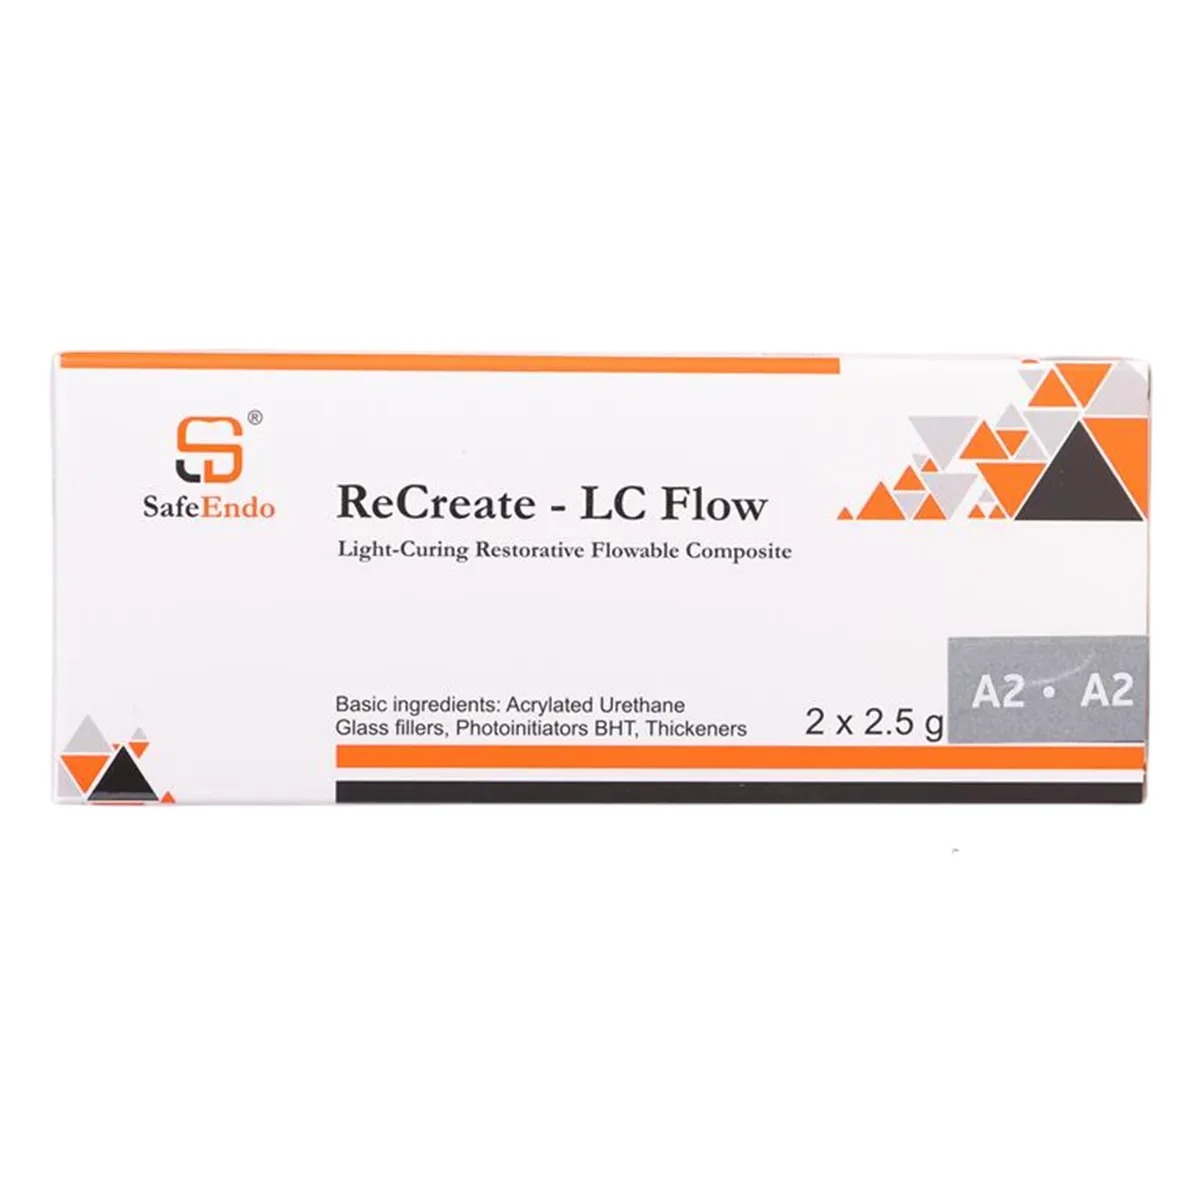 ®
SafeEndo
ReCreate - LC Flow
Light-Curing Restorative Flowable Composite
Basic ingredients: Acrylated Urethane
Glass fillers, Photoinitiators BHT, Thickeners
2 x 2.5 g
A2 • A2